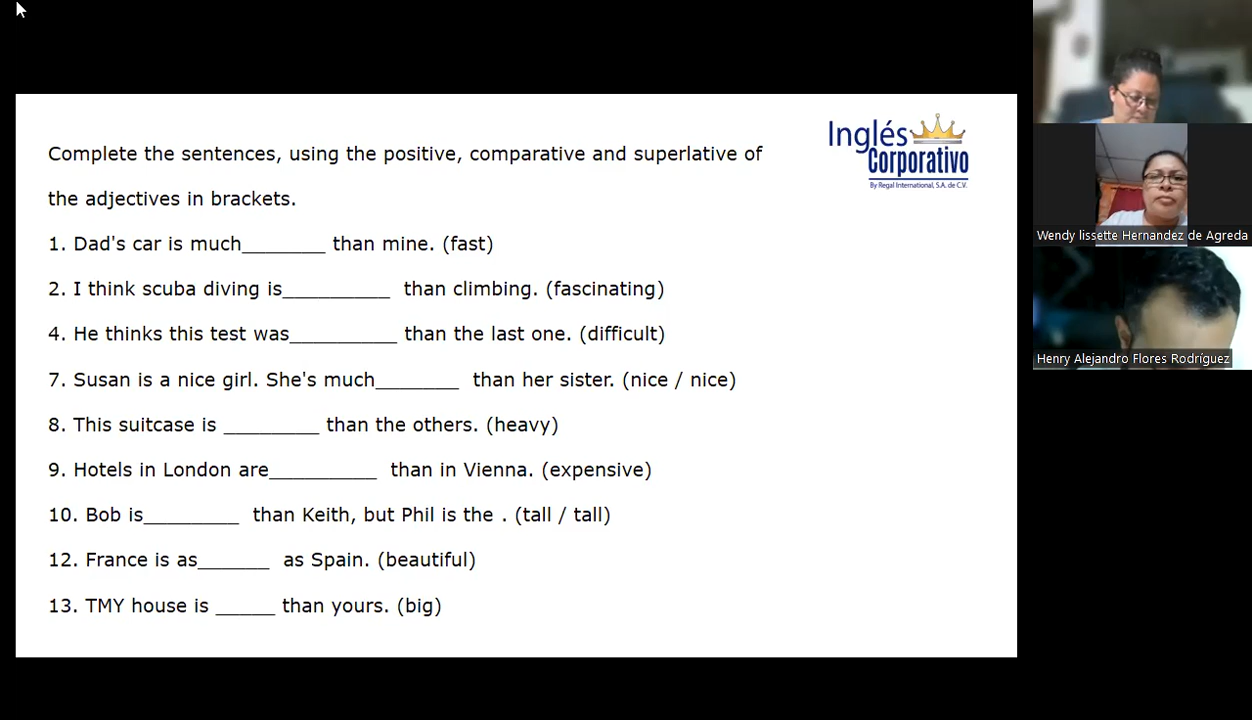 Complete the sentences, using the positive, comparative and superlative of
the adjectives in brackets.
1. Dad's car is much________ than mine. (fast)
2. I think scuba diving is__________ than climbing. (fascinating)
4. He thinks this test was__________ than the last one. (difficult)
7. Susan is a nice girl. She's much________ than her sister. (nice / nice)
8. This suitcase is _________ than the others. (heavy)
9. Hotels in London are__________ than in Vienna. (expensive)
10. Bob is_________ than Keith, but Phil is the . (tall / tall)
12. France is as_______ as Spain. (beautiful)
13. TMY house is ______ than yours. (big)
Inglés
Corporativo
By Regal International, S.A. de C.V.
Wendy lissette Hernandez de Agreda
Henry Alejandro Flores Rodríguez